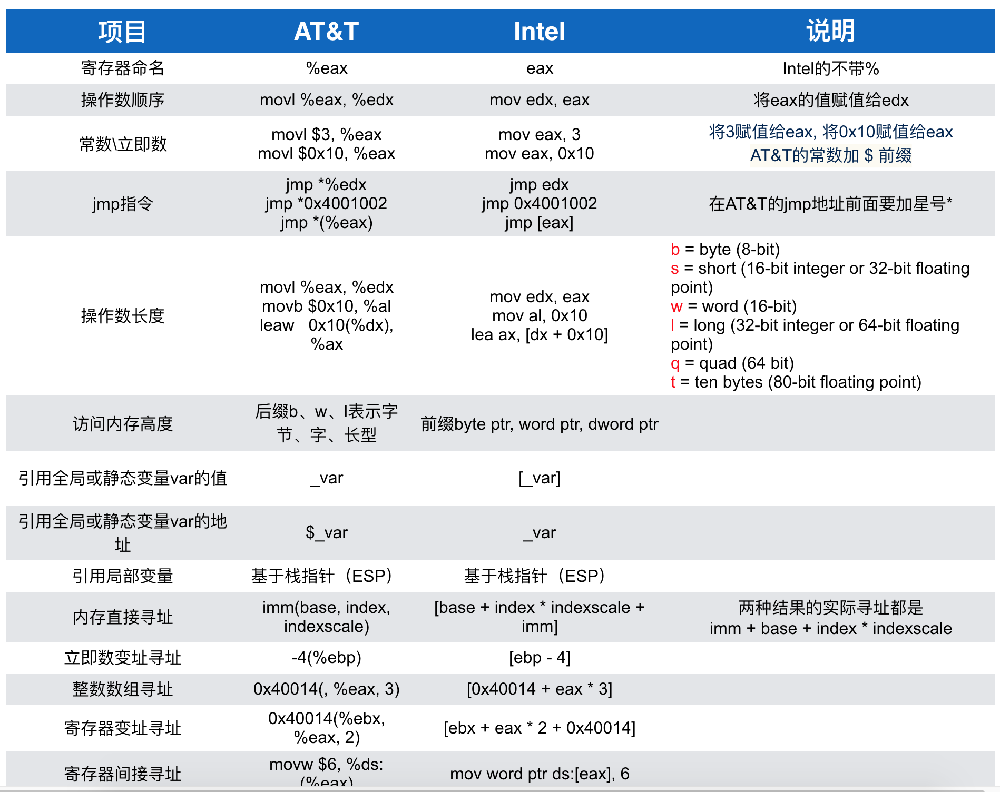 项目 AT&T Intel 说明
寄存器命名 %eax eax Intel的不带%
操作数顺序 movl %eax, %edx mov edx, eax 将eax的值赋值给edx
常数\立即数
movl $3, %eax
movl $0x10, %eax
mov eax, 3
mov eax, 0x10
将3赋值给eax, 将0x10赋值给eax
AT&T的常数加 $ 前缀
jmp指令
jmp *%edx
jmp *0x4001002
jmp *(%eax)
jmp edx
jmp 0x4001002
jmp [eax]
在AT&T的jmp地址前面要加星号*
操作数长度
movl %eax, %edx
movb $0x10, %al
leaw 0x10(%dx),
%ax
mov edx, eax
mov al, 0x10
lea ax, [dx + 0x10]
b = byte (8-bit)
s = short (16-bit integer or 32-bit floating
point)
w = word (16-bit)
l = long (32-bit integer or 64-bit floating
point)
q = quad (64 bit)
t = ten bytes (80-bit floating point)
访问内存高度
后缀b、w、l表示字
节、字、长型
前缀byte ptr, word ptr, dword ptr
引用全局或静态变量var的值 _var [_var]
引用全局或静态变量var的地
址
$_var _var
引用局部变量 基于栈指针（ESP） 基于栈指针（ESP）
内存直接寻址
imm(base, index,
indexscale)
[base + index * indexscale +
imm]
两种结果的实际寻址都是
imm + base + index * indexscale
立即数变址寻址 -4(%ebp) [ebp - 4]
整数数组寻址 0x40014(, %eax, 3) [0x40014 + eax * 3]
寄存器变址寻址
0x40014(%ebx,
%eax, 2)
[ebx + eax * 2 + 0x40014]
寄存器间接寻址
movw $6, %ds:
(%eax)
mov word ptr ds:[eax], 6